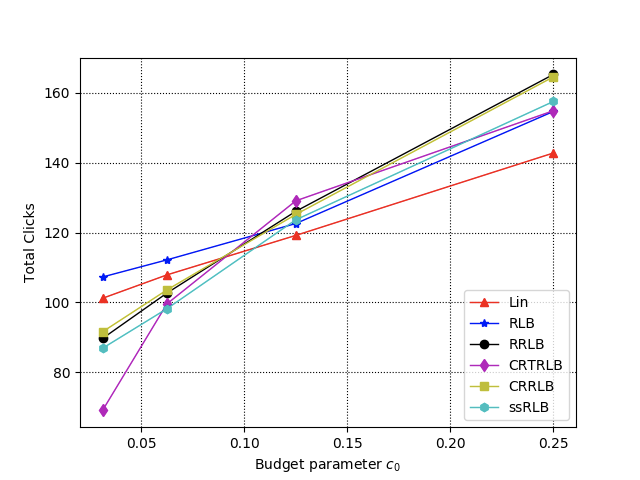 160
140
120
100
80
Total Clicks
0.05 0.10 0.15 0.20 0.25
Budget parameter c₀
Lin
RLB
RRLB
CRTRLB
CRRLB
ssRLB